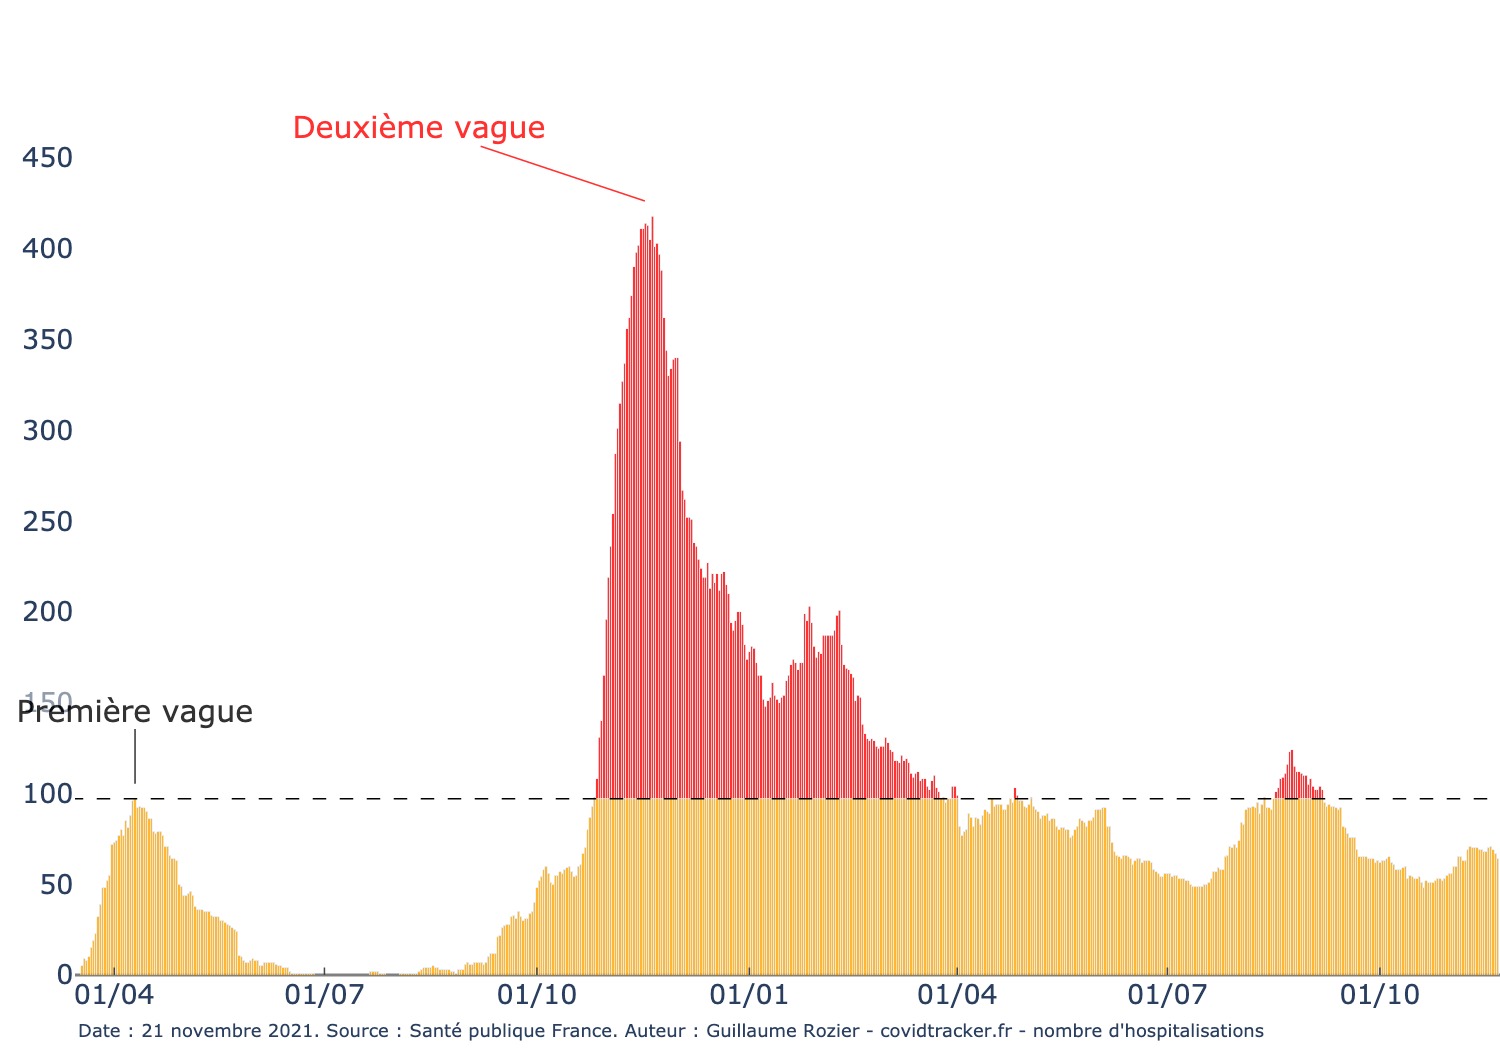 Deuxième vague
450
400
350
300
250
200
150
Première vague
100
50
0
01/04 01/07 01/10 01/01 01/04 01/07 01/10
Date : 21 novembre 2021. Source : Santé publique France. Auteur : Guillaume Rozier - covidtracker.fr - nombre d'hospitalisations